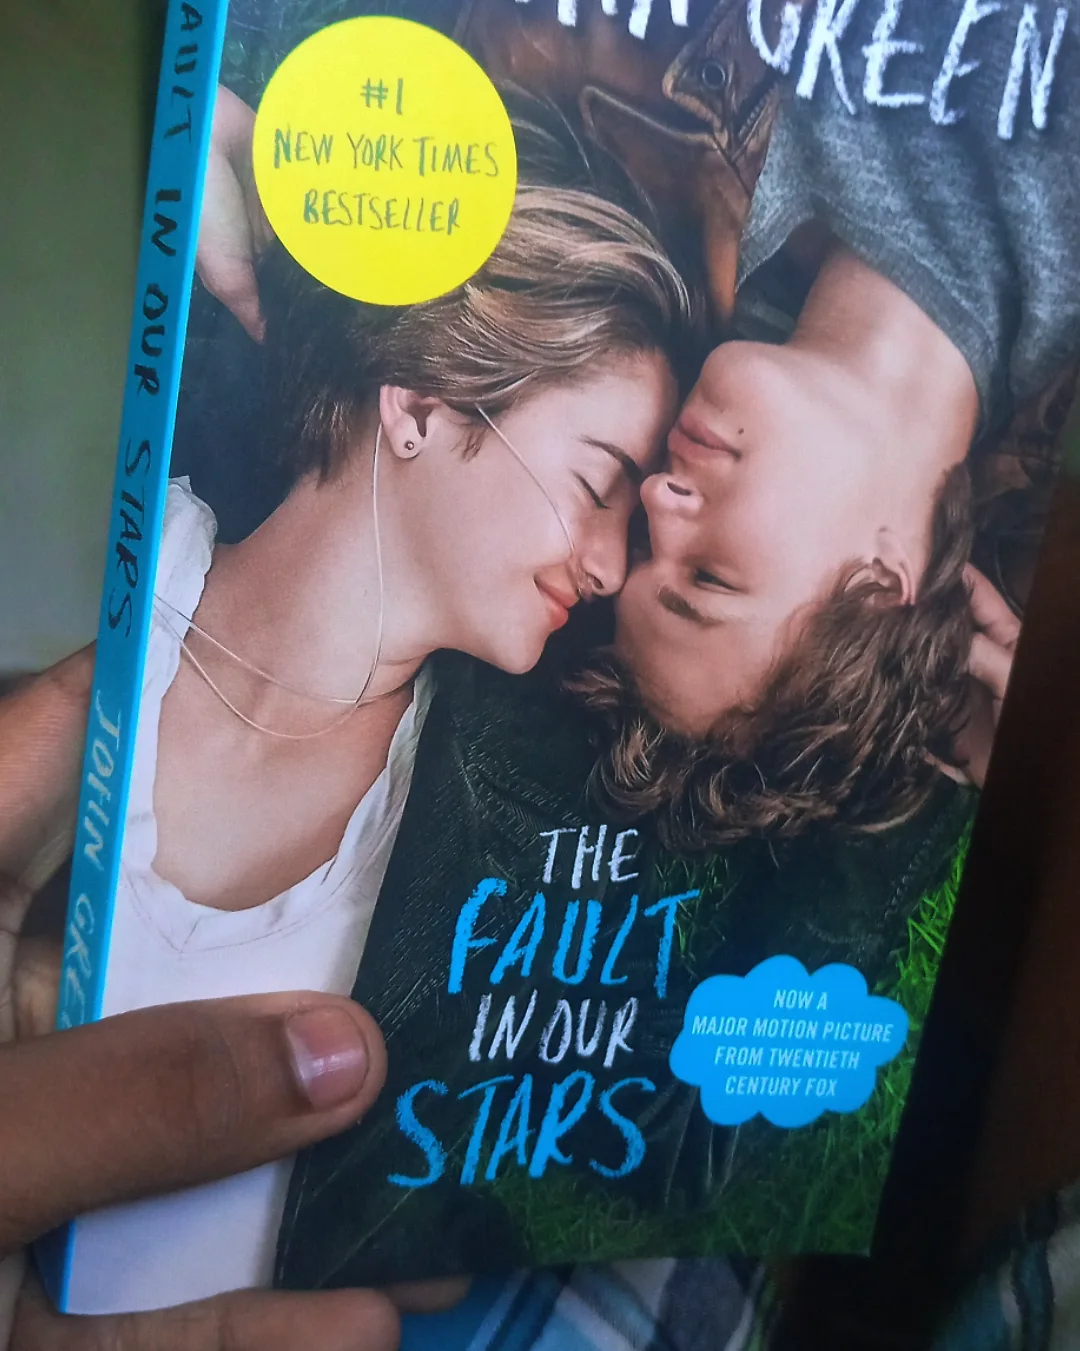 GREEN
#1
NEW YORK TIMES
BESTSELLER
IN OUR STARS JOHN
THE
FAULT
IN OUR
STARS
NOW A
MAJOR MOTION PICTURE
FROM TWENTIETH
CENTURY FOX